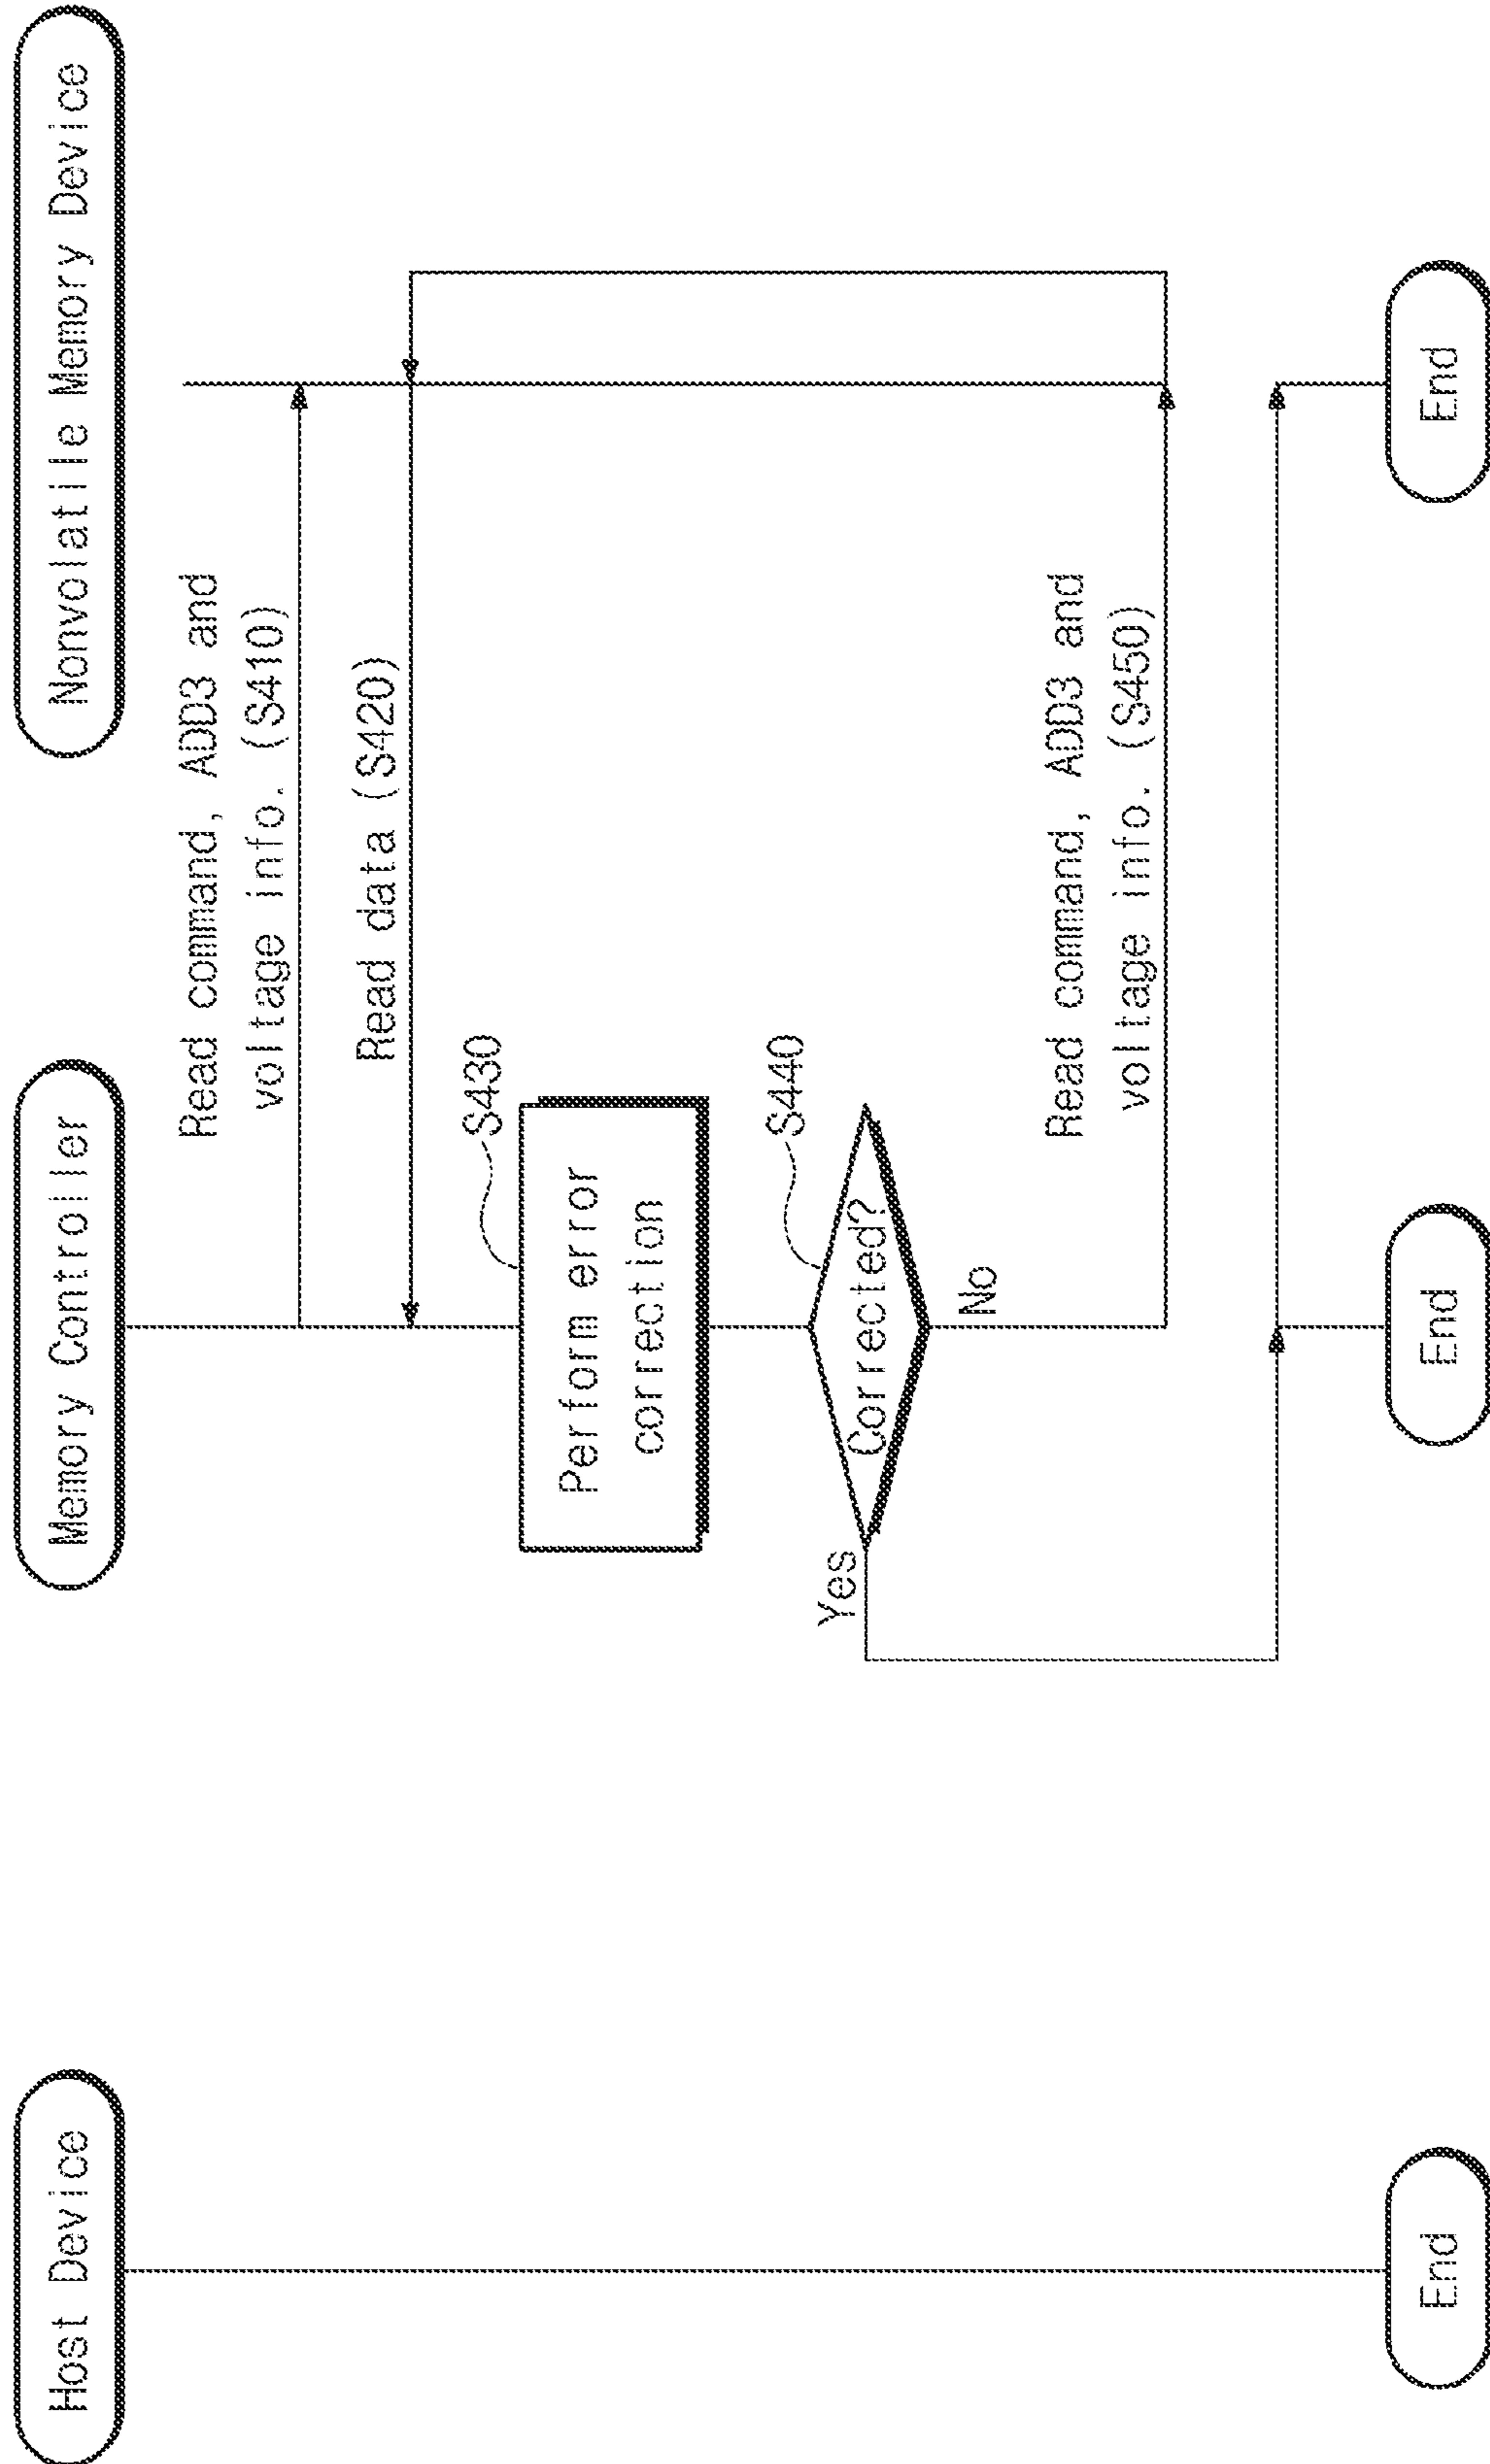 Host Device
Memory Controller
Nonvolatile Memory Device
Read command, ADD3 and
voltage info. (S410)
Read data (S420)
S430
Perform error
correction
S440
Corrected?
Yes
No
Read command, ADD3 and
voltage info. (S450)
End
End
End